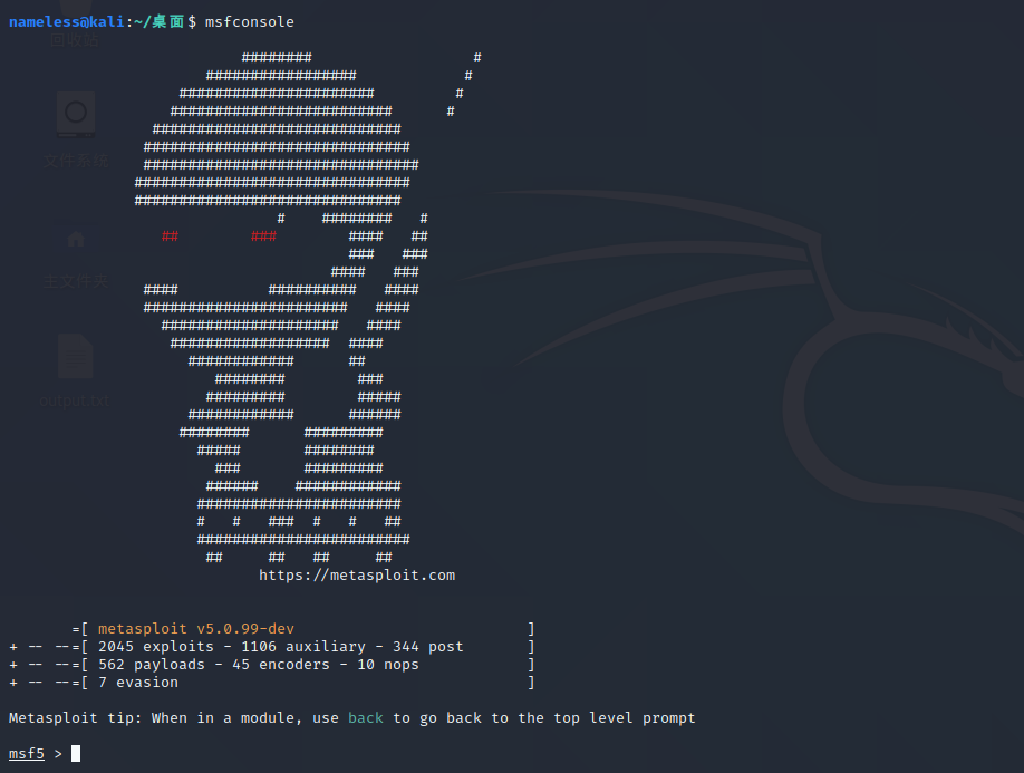 nameless@kali:~/桌面$ msfconsole
回收站
文件系统
主文件夹
output.txt
https://metasploit.com
=[ metasploit v5.0.99-dev ]
+ -- --=[ 2045 exploits - 1106 auxiliary - 344 post ]
+ -- --=[ 562 payloads - 45 encoders - 10 nops ]
+ -- --=[ 7 evasion ]
Metasploit tip: When in a module, use back to go back to the top level prompt
msf5 >